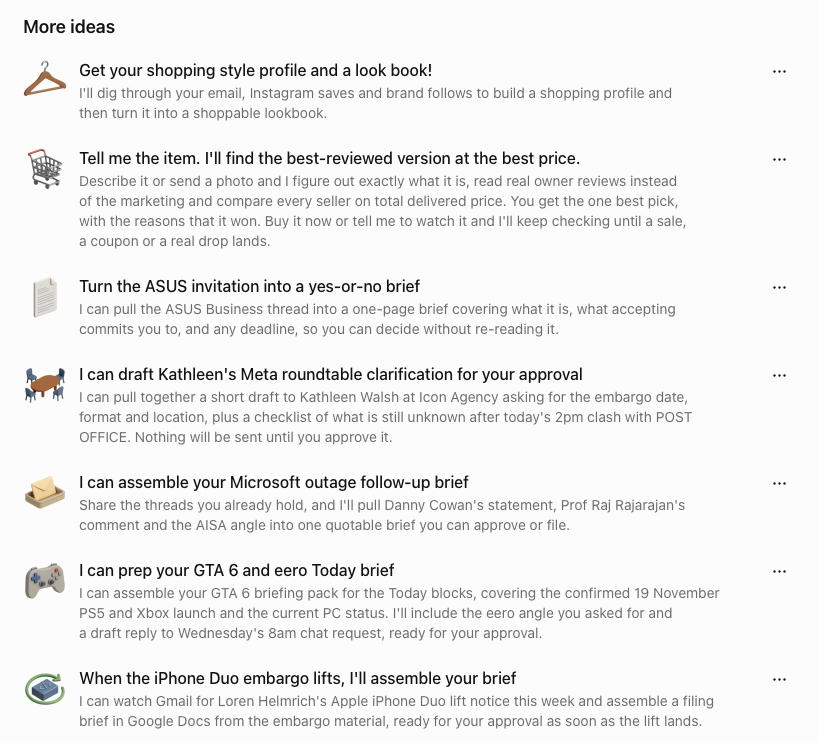 More ideas
Get your shopping style profile and a look book!
I'll dig through your email, Instagram saves and brand follows to build a shopping profile and
then turn it into a shoppable lookbook.
Tell me the item. I'll find the best-reviewed version at the best price.
Describe it or send a photo and I figure out exactly what it is, read real owner reviews instead
of the marketing and compare every seller on total delivered price. You get the one best pick,
with the reasons that it won. Buy it now or tell me to watch it and I'll keep checking until a sale,
a coupon or a real drop lands.
Turn the ASUS invitation into a yes-or-no brief
I can pull the ASUS Business thread into a one-page brief covering what it is, what accepting
commits you to, and any deadline, so you can decide without re-reading it.
I can draft Kathleen's Meta roundtable clarification for your approval
I can pull together a short draft to Kathleen Walsh at Icon Agency asking for the embargo date,
format and location, plus a checklist of what is still unknown after today's 2pm clash with POST
OFFICE. Nothing will be sent until you approve it.
I can assemble your Microsoft outage follow-up brief
Share the threads you already hold, and I'll pull Danny Cowan's statement, Prof Raj Rajarajan's
comment and the AISA angle into one quotable brief you can approve or file.
I can prep your GTA 6 and eero Today brief
I can assemble your GTA 6 briefing pack for the Today blocks, covering the confirmed 19 November
PS5 and Xbox launch and the current PC status. I'll include the eero angle you asked for and
a draft reply to Wednesday's 8am chat request, ready for your approval.
When the iPhone Duo embargo lifts, I'll assemble your brief
I can watch Gmail for Loren Helmrich's Apple iPhone Duo lift notice this week and assemble a filing
brief in Google Docs from the embargo material, ready for your approval as soon as the lift lands.